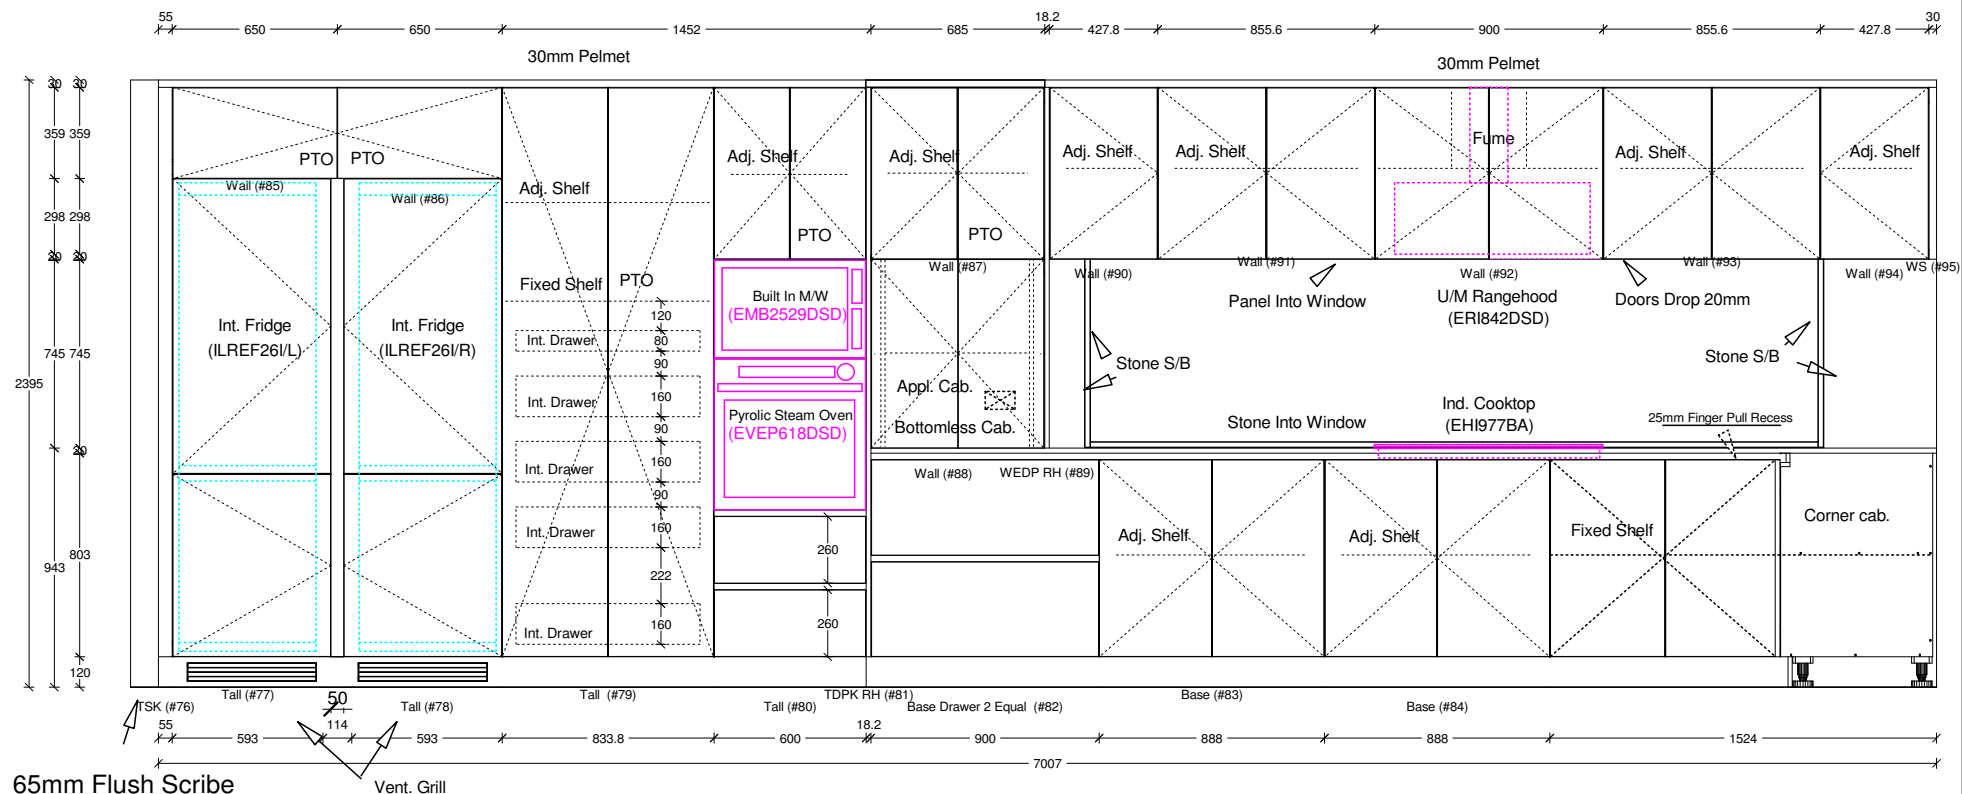 55 650 650 1452 685 18.2 427.8 855.6 900 855.6 427.8 30
30mm Pelmet
30mm Pelmet
30 30
359 359
298 298
20 20
745 745
2395
20
943 803
120
PTO PTO
Wall (#85)
Wall (#86)
Int. Fridge
(ILREF26I/L)
Int. Fridge
(ILREF26I/R)
Adj. Shelf
Fixed Shelf PTO
120
Int. Drawer 80
90
Int. Drawer 160
90
Int. Drawer 160
90
Int. Drawer 160
222
Int. Drawer 160
Adj. Shelf
PTO
Built In M/W
(EMB2529DSD)
Pyrolic Steam Oven
(EVEP618DSD)
260
260
Adj. Shelf
PTO
Wall (#87)
Appl. Cab.
Bottomless Cab.
Wall (#88)
WEDP RH (#89)
Adj. Shelf
Adj. Shelf
Fume
Adj. Shelf
Adj. Shelf
Wall (#90)
Wall (#91)
Wall (#92)
Wall (#93)
Wall (#94)
WS (#95)
Panel Into Window
U/M Rangehood
(ERI842DSD)
Doors Drop 20mm
Stone S/B
Stone S/B
Stone Into Window
Ind. Cooktop
(EHI977BA)
25mm Finger Pull Recess
Adj. Shelf
Adj. Shelf
Fixed Shelf
Corner cab.
TSK (#76)
Tall (#77)
50
Tall (#78)
Tall (#79)
Tall (#80)
TDPK RH (#81)
Base Drawer 2 Equal (#82)
Base (#83)
Base (#84)
55 593 114 593 833.8 600 18.2 900 888 888 1524
7007
65mm Flush Scribe
Vent. Grill